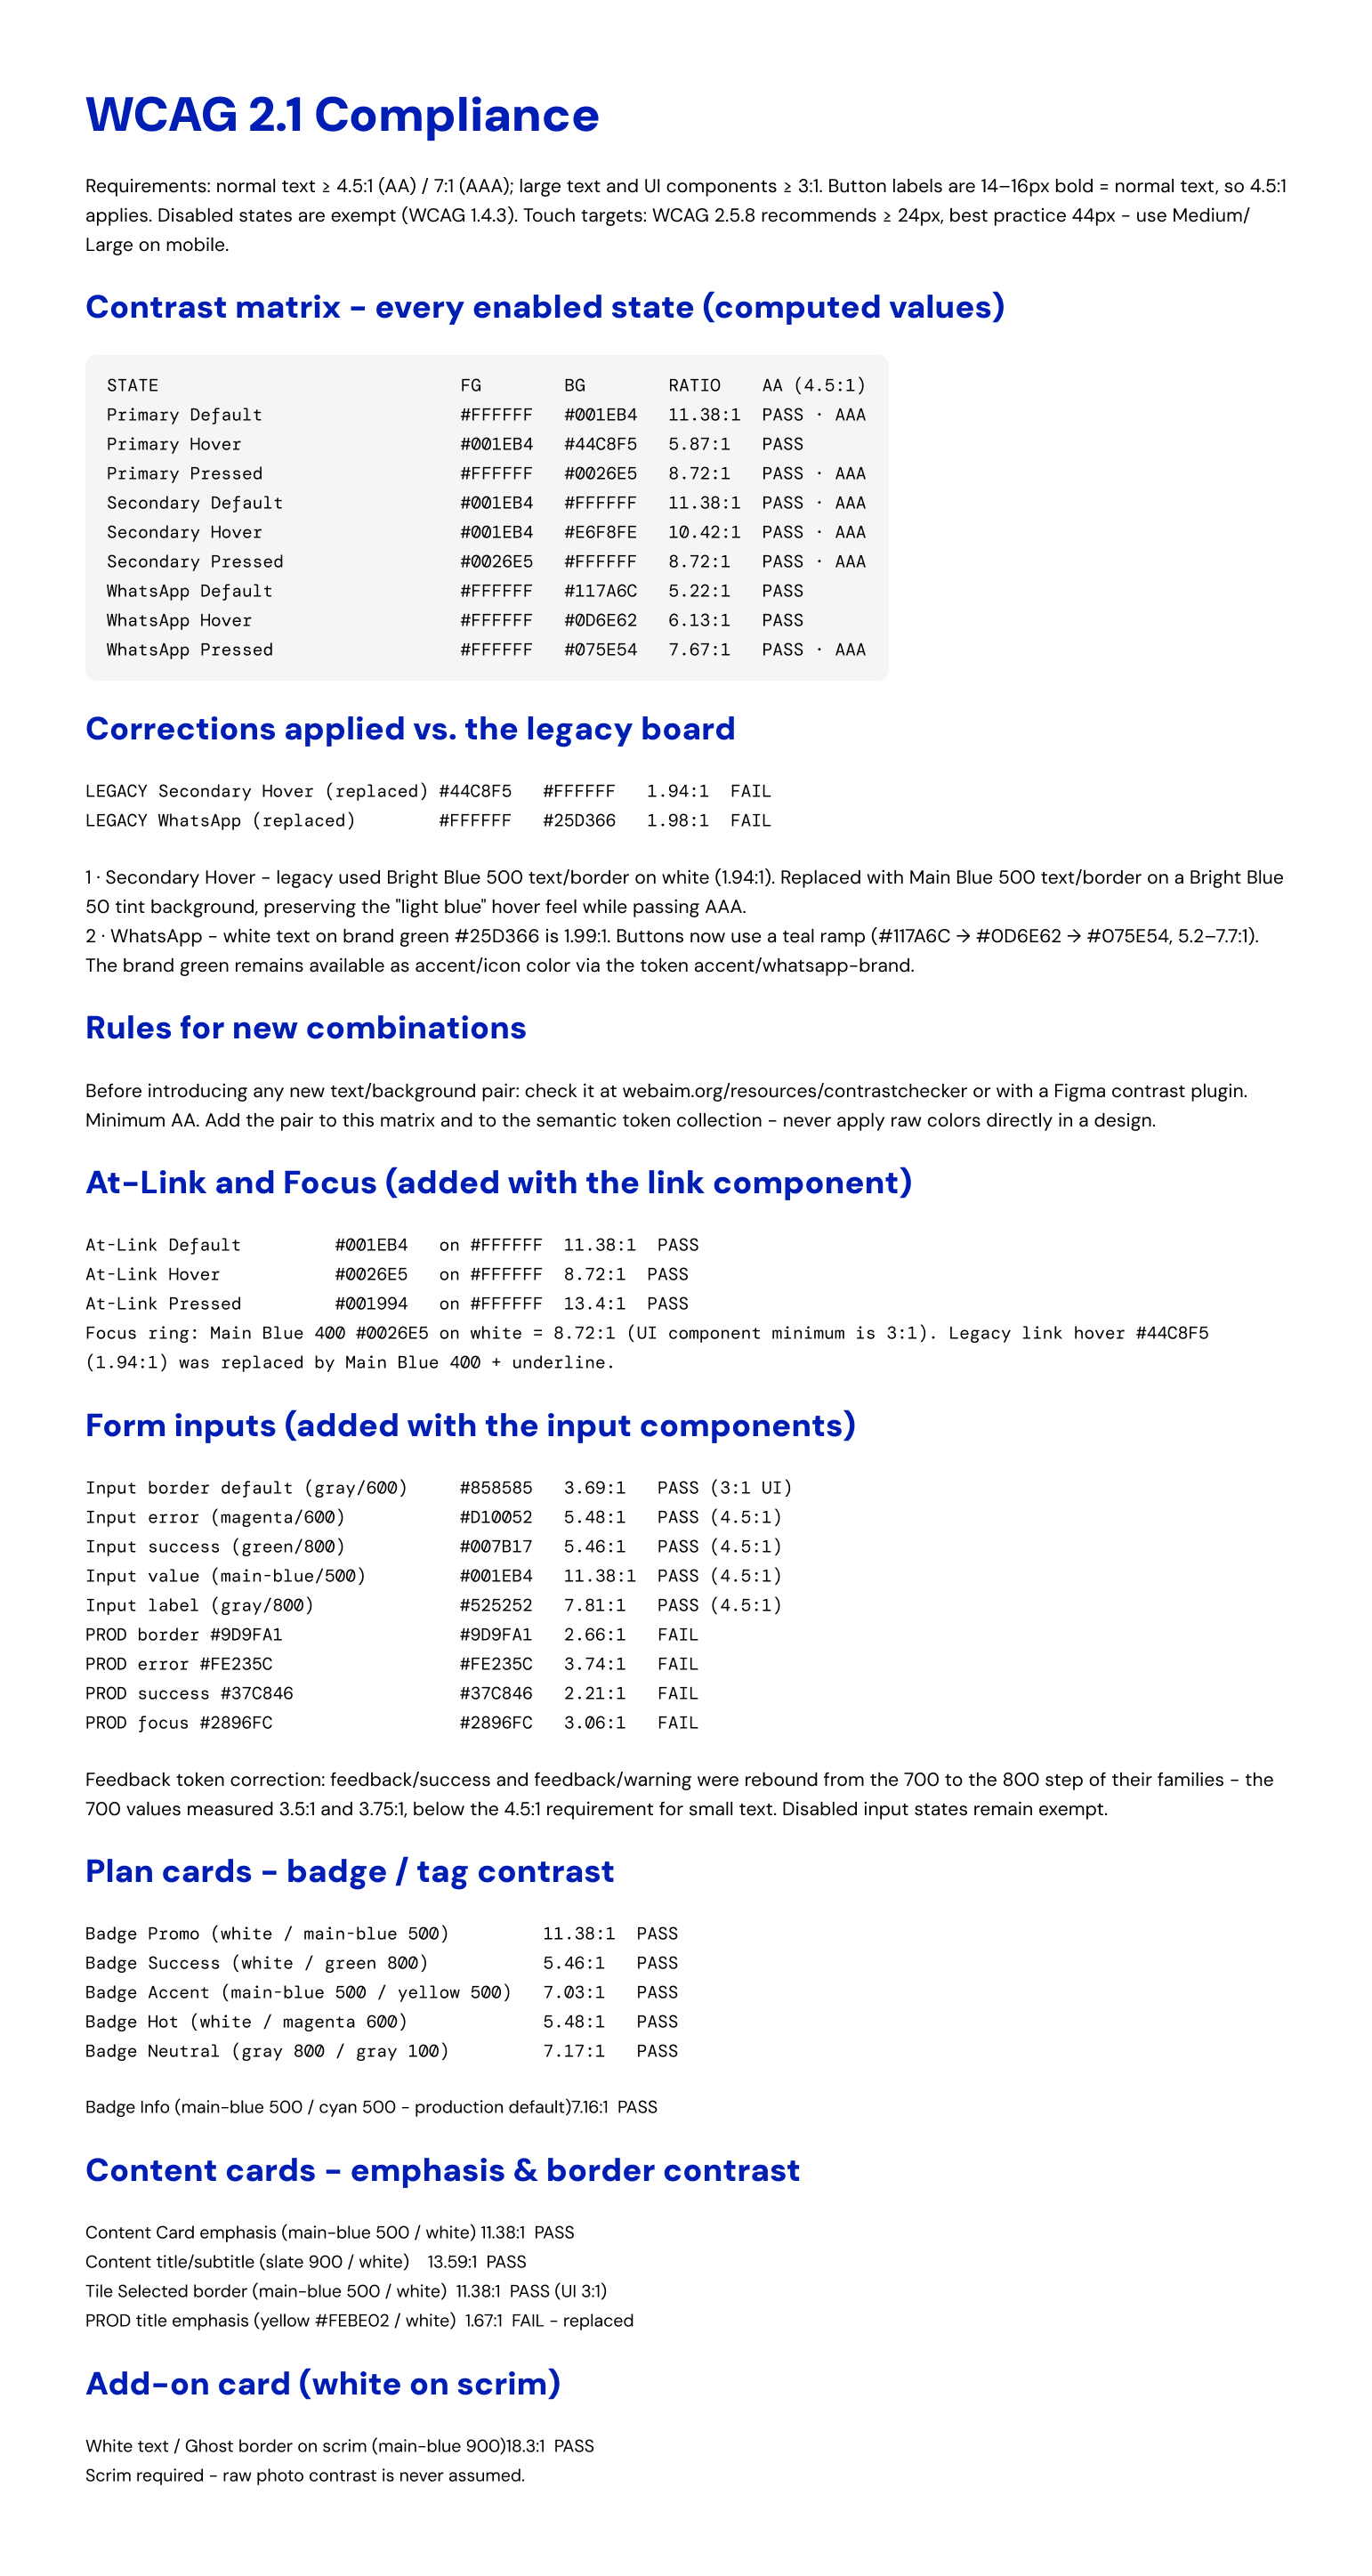 WCAG 2.1 Compliance
Requirements: normal text ≥ 4.5:1 (AA) / 7:1 (AAA); large text and UI components ≥ 3:1. Button labels are 14–16px bold = normal text, so 4.5:1
applies. Disabled states are exempt (WCAG 1.4.3). Touch targets: WCAG 2.5.8 recommends ≥ 24px, best practice 44px – use Medium/
Large on mobile.
Contrast matrix – every enabled state (computed values)
STATE FG BG RATIO AA (4.5:1)
Primary Default #FFFFFF #001EB4 11.38:1 PASS · AAA
Primary Hover #001EB4 #44C8F5 5.87:1 PASS
Primary Pressed #FFFFFF #0026E5 8.72:1 PASS · AAA
Secondary Default #001EB4 #FFFFFF 11.38:1 PASS · AAA
Secondary Hover #001EB4 #E6F8FE 10.42:1 PASS · AAA
Secondary Pressed #0026E5 #FFFFFF 8.72:1 PASS · AAA
WhatsApp Default #FFFFFF #117A6C 5.22:1 PASS
WhatsApp Hover #FFFFFF #0D6E62 6.13:1 PASS
WhatsApp Pressed #FFFFFF #075E54 7.67:1 PASS · AAA
Corrections applied vs. the legacy board
LEGACY Secondary Hover (replaced) #44C8F5 #FFFFFF 1.94:1 FAIL
LEGACY WhatsApp (replaced) #FFFFFF #25D366 1.98:1 FAIL
1 · Secondary Hover – legacy used Bright Blue 500 text/border on white (1.94:1). Replaced with Main Blue 500 text/border on a Bright Blue
50 tint background, preserving the "light blue" hover feel while passing AAA.
2 · WhatsApp – white text on brand green #25D366 is 1.99:1. Buttons now use a teal ramp (#117A6C → #0D6E62 → #075E54, 5.2–7.7:1).
The brand green remains available as accent/icon color via the token accent/whatsapp-brand.
Rules for new combinations
Before introducing any new text/background pair: check it at webaim.org/resources/contrastchecker or with a Figma contrast plugin.
Minimum AA. Add the pair to this matrix and to the semantic token collection – never apply raw colors directly in a design.
At-Link and Focus (added with the link component)
At-Link Default #001EB4 on #FFFFFF 11.38:1 PASS
At-Link Hover #0026E5 on #FFFFFF 8.72:1 PASS
At-Link Pressed #001994 on #FFFFFF 13.4:1 PASS
Focus ring: Main Blue 400 #0026E5 on white = 8.72:1 (UI component minimum is 3:1). Legacy link hover #44C8F5
(1.94:1) was replaced by Main Blue 400 + underline.
Form inputs (added with the input components)
Input border default (gray/600) #858585 3.69:1 PASS (3:1 UI)
Input error (magenta/600) #D10052 5.48:1 PASS (4.5:1)
Input success (green/800) #007B17 5.46:1 PASS (4.5:1)
Input value (main-blue/500) #001EB4 11.38:1 PASS (4.5:1)
Input label (gray/800) #525252 7.81:1 PASS (4.5:1)
PROD border #9D9FA1 #9D9FA1 2.66:1 FAIL
PROD error #FE235C #FE235C 3.74:1 FAIL
PROD success #37C846 #37C846 2.21:1 FAIL
PROD focus #2896FC #2896FC 3.06:1 FAIL
Feedback token correction: feedback/success and feedback/warning were rebound from the 700 to the 800 step of their families – the
700 values measured 3.5:1 and 3.75:1, below the 4.5:1 requirement for small text. Disabled input states remain exempt.
Plan cards – badge / tag contrast
Badge Promo (white / main-blue 500) 11.38:1 PASS
Badge Success (white / green 800) 5.46:1 PASS
Badge Accent (main-blue 500 / yellow 500) 7.03:1 PASS
Badge Hot (white / magenta 600) 5.48:1 PASS
Badge Neutral (gray 800 / gray 100) 7.17:1 PASS
Badge Info (main-blue 500 / cyan 500 – production default)7.16:1 PASS
Content cards – emphasis & border contrast
Content Card emphasis (main-blue 500 / white) 11.38:1 PASS
Content title/subtitle (slate 900 / white) 13.59:1 PASS
Tile Selected border (main-blue 500 / white) 11.38:1 PASS (UI 3:1)
PROD title emphasis (yellow #FEBE02 / white) 1.67:1 FAIL – replaced
Add-on card (white on scrim)
White text / Ghost border on scrim (main-blue 900)18.3:1 PASS
Scrim required – raw photo contrast is never assumed.